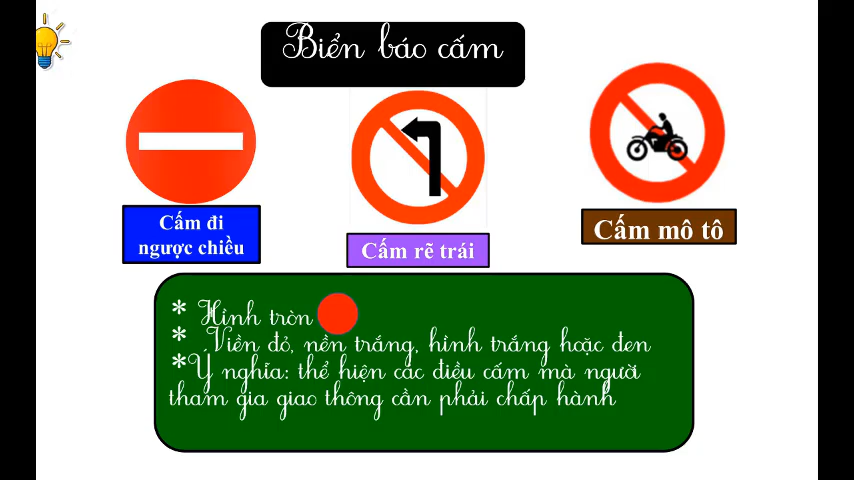 Biển báo cấm
Cấm đi
ngược chiều
Cấm rẽ trái
Cấm mô tô
* Hình tròn
* Viền đỏ, nền trắng, hình trắng hoặc đen
*Ý nghĩa: thể hiện các điều cấm mà người
tham gia giao thông cần phải chấp hành